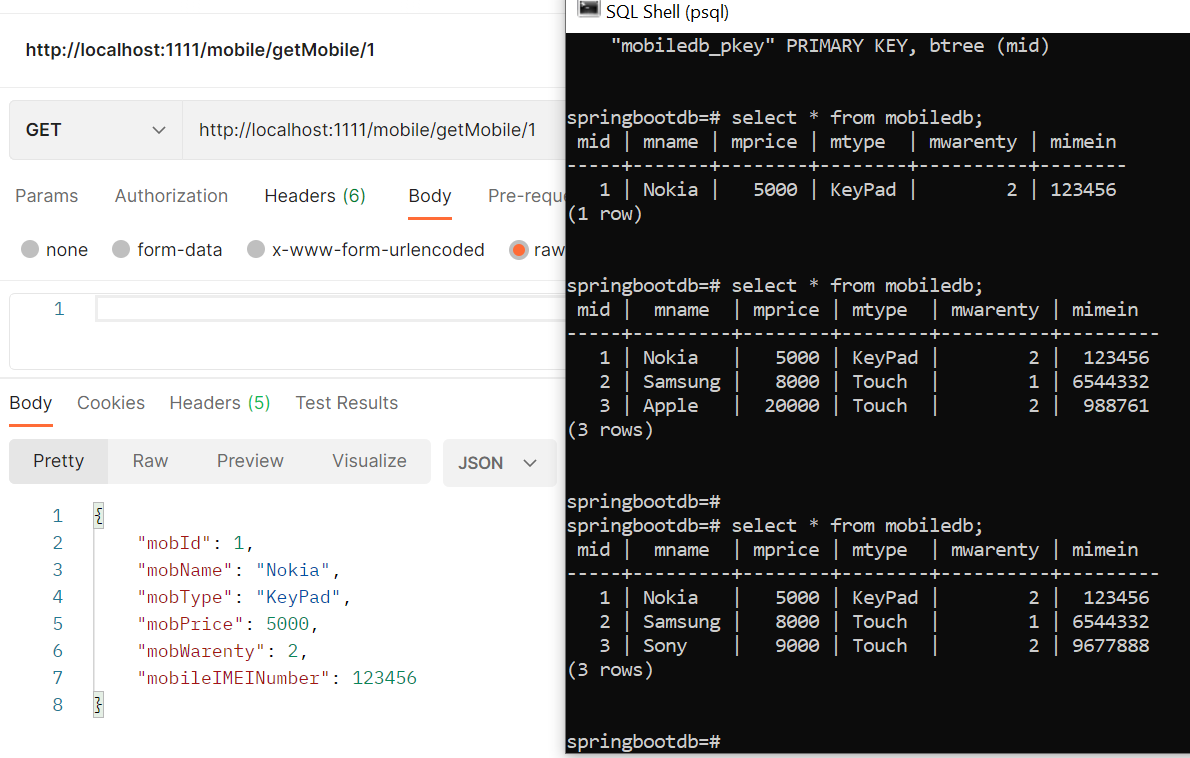 http://localhost:1111/mobile/getMobile/1
GET http://localhost:1111/mobile/getMobile/1
Params Authorization Headers (6) Body Pre-requ
none form-data x-www-form-urlencoded raw
1
Body Cookies Headers (5) Test Results
Pretty Raw Preview Visualize JSON
1 {
2 "mobId": 1,
3 "mobName": "Nokia",
4 "mobType": "KeyPad",
5 "mobPrice": 5000,
6 "mobWarenty": 2,
7 "mobileIMEINumber": 123456
8 }
SQL Shell (psql)
"mobiledb_pkey" PRIMARY KEY, btree (mid)
springbootdb=# select * from mobiledb;
mid | mname | mprice | mtype | mwarenty | mimein
-----+-------+--------+--------+----------+--------
1 | Nokia | 5000 | KeyPad | 2 | 123456
(1 row)
springbootdb=# select * from mobiledb;
mid | mname | mprice | mtype | mwarenty | mimein
-----+---------+--------+--------+----------+---------
1 | Nokia | 5000 | KeyPad | 2 | 123456
2 | Samsung | 8000 | Touch | 1 | 6544332
3 | Apple | 20000 | Touch | 2 | 988761
(3 rows)
springbootdb=#
springbootdb=# select * from mobiledb;
mid | mname | mprice | mtype | mwarenty | mimein
-----+---------+--------+--------+----------+---------
1 | Nokia | 5000 | KeyPad | 2 | 123456
2 | Samsung | 8000 | Touch | 1 | 6544332
3 | Sony | 9000 | Touch | 2 | 9677888
(3 rows)
springbootdb=#